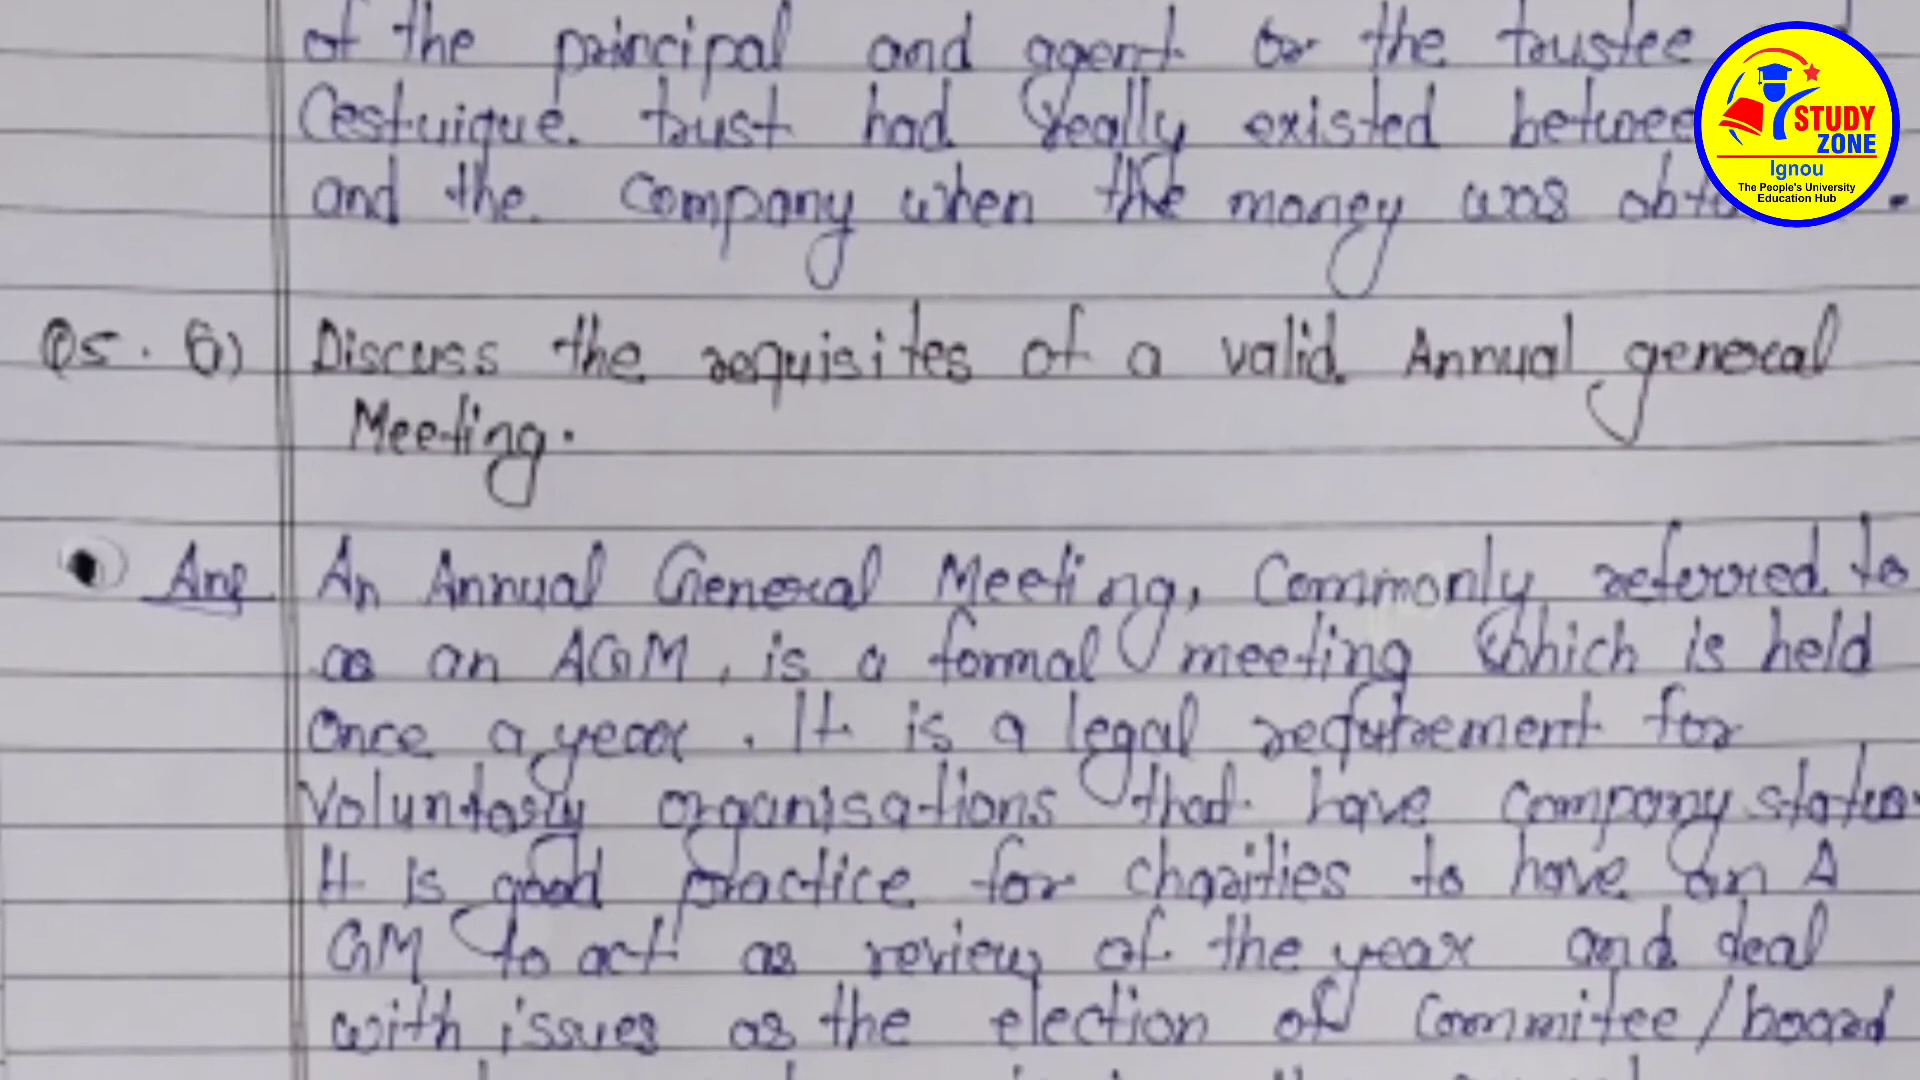 of the principal and agent or the trustee
Cestuique trust had really existed betwee
and the Company when the money was obt
STUDY
ZONE
Ignou
The People's University
Education Hub
Q5. G) Discuss the requisites of a valid Annual general
Meeting.
Ans An Annual General Meeting, Commonly referred to
as an AGM, is a formal meeting which is held
once a year. It is a legal requirement for
Voluntary organisations that have Company status.
It is good practice for charities to have an A
GM to act as review of the year and deal
with issues as the election of Commitee/board